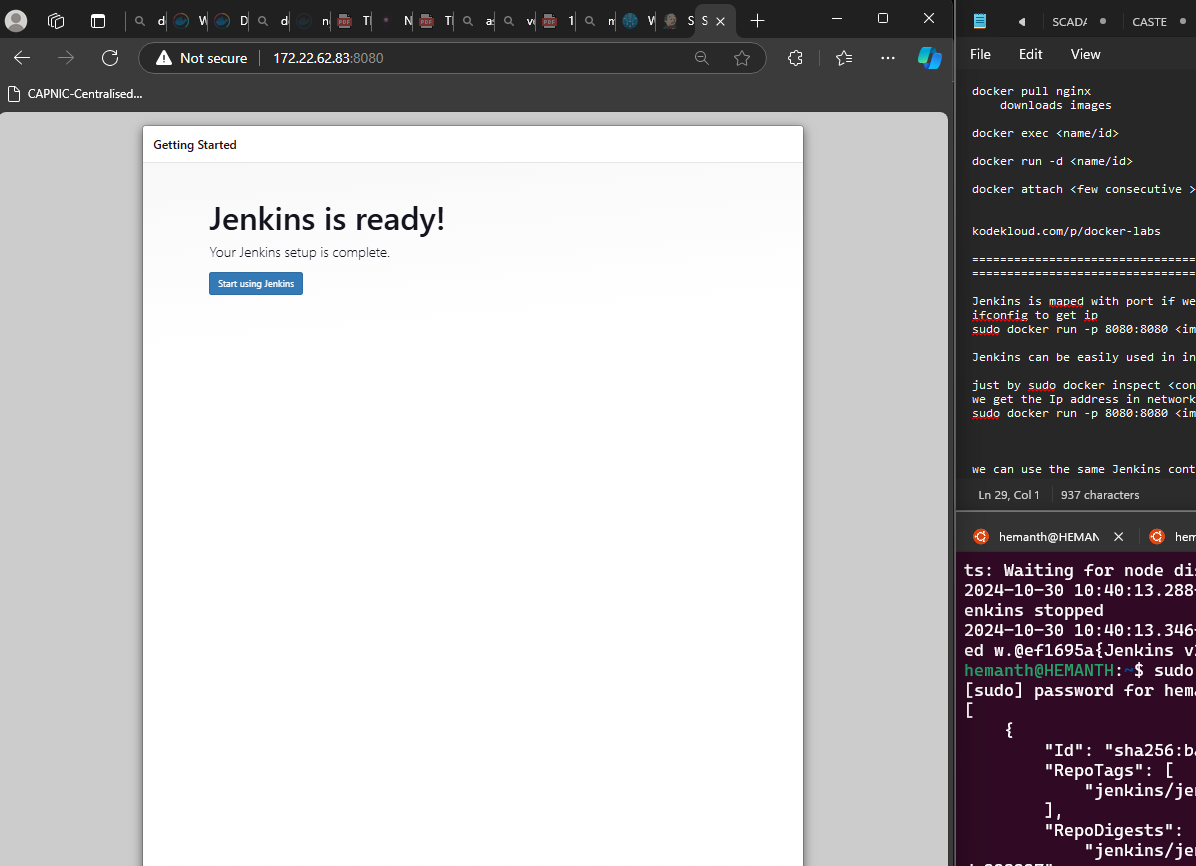 Not secure
172.22.62.83:8080
CAPNIC-Centralised...
Getting Started
Jenkins is ready!
Your Jenkins setup is complete.
Start using Jenkins
SCADA
CASTE
File Edit View
docker pull nginx
downloads images
docker exec <name/id>
docker run -d <name/id>
docker attach <few consecutive >
kodekloud.com/p/docker-labs
================================
================================
Jenkins is maped with port if we
ifconfig to get ip
sudo docker run -p 8080:8080 <im
Jenkins can be easily used in in
just by sudo docker inspect <con
we get the Ip address in network
sudo docker run -p 8080:8080 <im
we can use the same Jenkins cont
Ln 29, Col 1 937 characters
hemanth@HEMAN hem
ts: Waiting for node dis
2024-10-30 10:40:13.288
enkins stopped
2024-10-30 10:40:13.346
ed w.@ef1695a{Jenkins v
hemanth@HEMANTH:~$ sudo
[sudo] password for hema
[
{
"Id": "sha256:ba
"RepoTags": [
"jenkins/jen
],
"RepoDigests":
"jenkins/jen